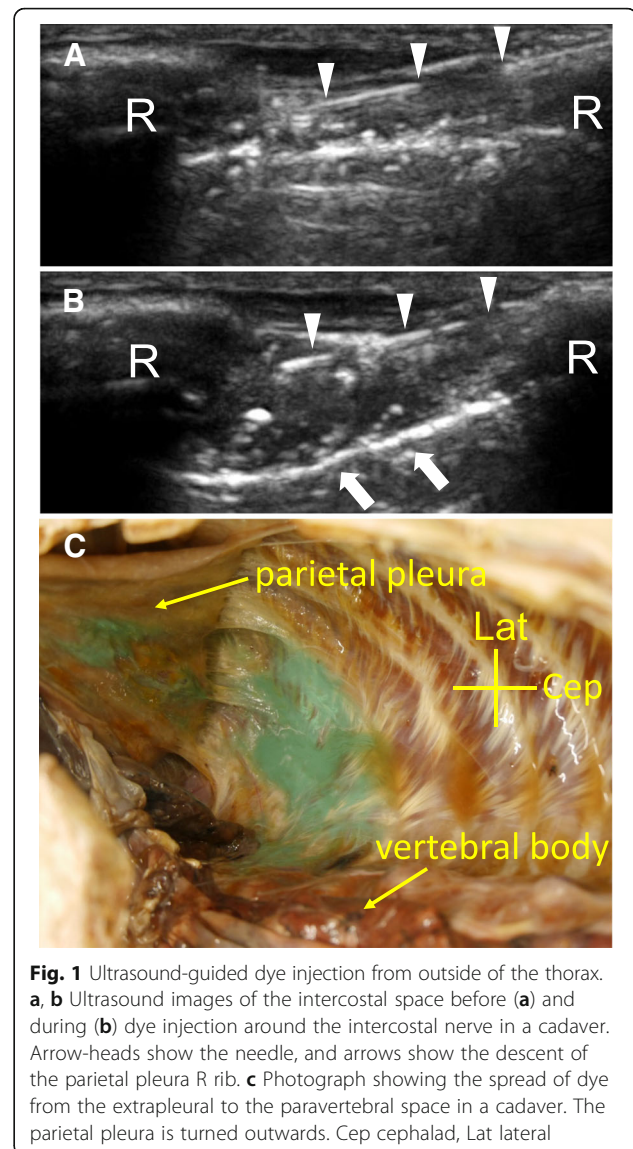 A
R
R
B
R
R
C
parietal pleura
Lat
Cep
vertebral body
Fig. 1 Ultrasound-guided dye injection from outside of the thorax.
a, b Ultrasound images of the intercostal space before (a) and
during (b) dye injection around the intercostal nerve in a cadaver.
Arrow-heads show the needle, and arrows show the descent of
the parietal pleura R rib. c Photograph showing the spread of dye
from the extrapleural to the paravertebral space in a cadaver. The
parietal pleura is turned outwards. Cep cephalad, Lat lateral